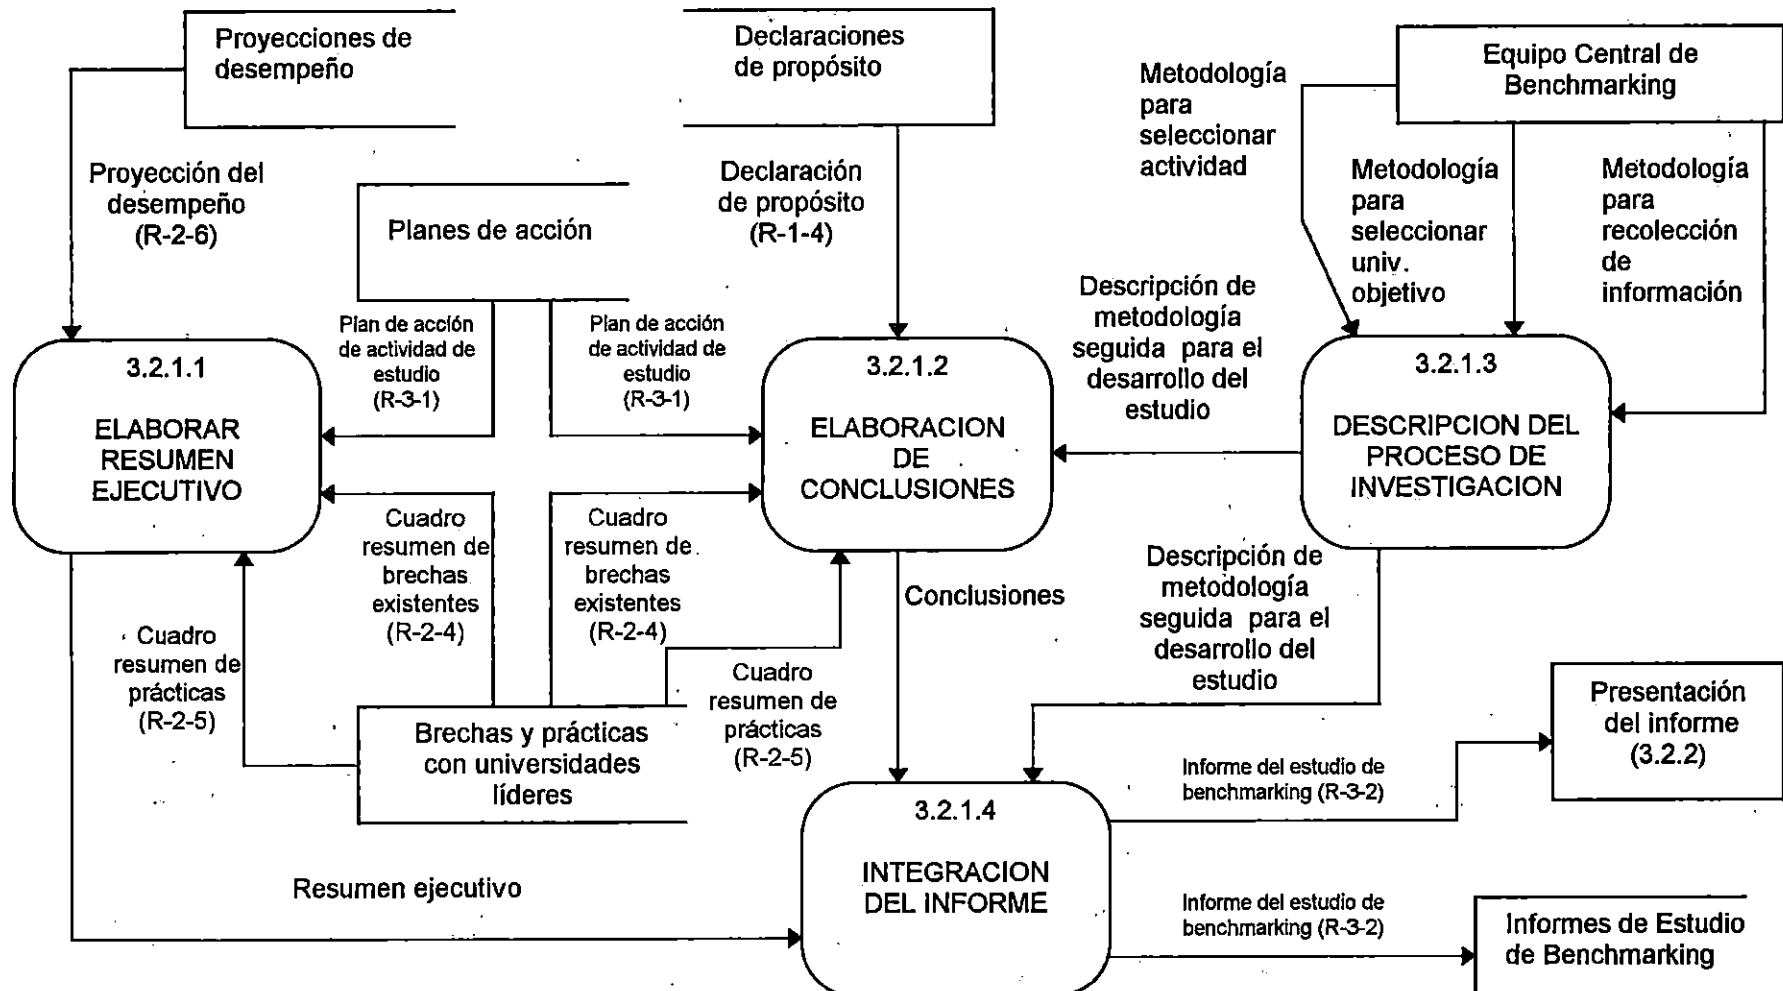 Proyecciones de
desempeño
Declaraciones
de propósito
Equipo Central de
Benchmarking
Metodología
para
seleccionar
actividad
Proyección del
desempeño
(R-2-6)
Planes de acción
Declaración
de propósito
(R-1-4)
Metodología
para
seleccionar
univ.
objetivo
Metodología
para
recolección
de
información
Plan de acción
de actividad de
estudio
(R-3-1)
Plan de acción
de actividad de
estudio
(R-3-1)
Descripción de
metodología
seguida para el
desarrollo del
estudio
3.2.1.1
ELABORAR
RESUMEN
EJECUTIVO
3.2.1.2
ELABORACION
DE
CONCLUSIONES
3.2.1.3
DESCRIPCION DEL
PROCESO DE
INVESTIGACION
Cuadro
resumen de
brechas
existentes
(R-2-4)
Cuadro
resumen de
brechas
existentes
(R-2-4)
Conclusiones
Descripción de
metodología
seguida para el
desarrollo del
estudio
Cuadro
resumen de
prácticas
(R-2-5)
Cuadro
resumen de
prácticas
(R-2-5)
Brechas y prácticas
con universidades
líderes
Presentación
del informe
(3.2.2)
Informe del estudio de
benchmarking (R-3-2)
3.2.1.4
INTEGRACION
DEL INFORME
Resumen ejecutivo
Informe del estudio de
benchmarking (R-3-2)
Informes de Estudio
de Benchmarking